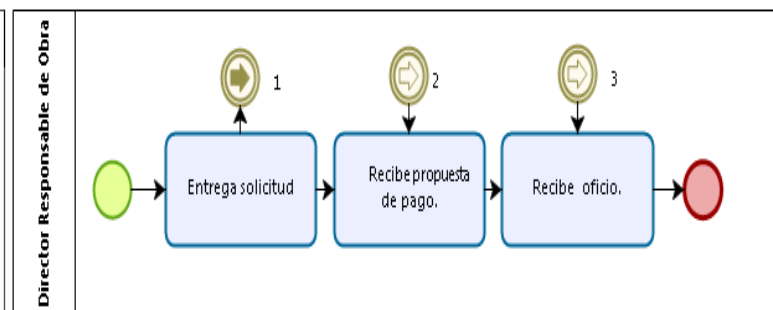 Director Responsable de Obra
1
2
3
Entrega solicitud
Recibe propuesta
de pago.
Recibe oficio.